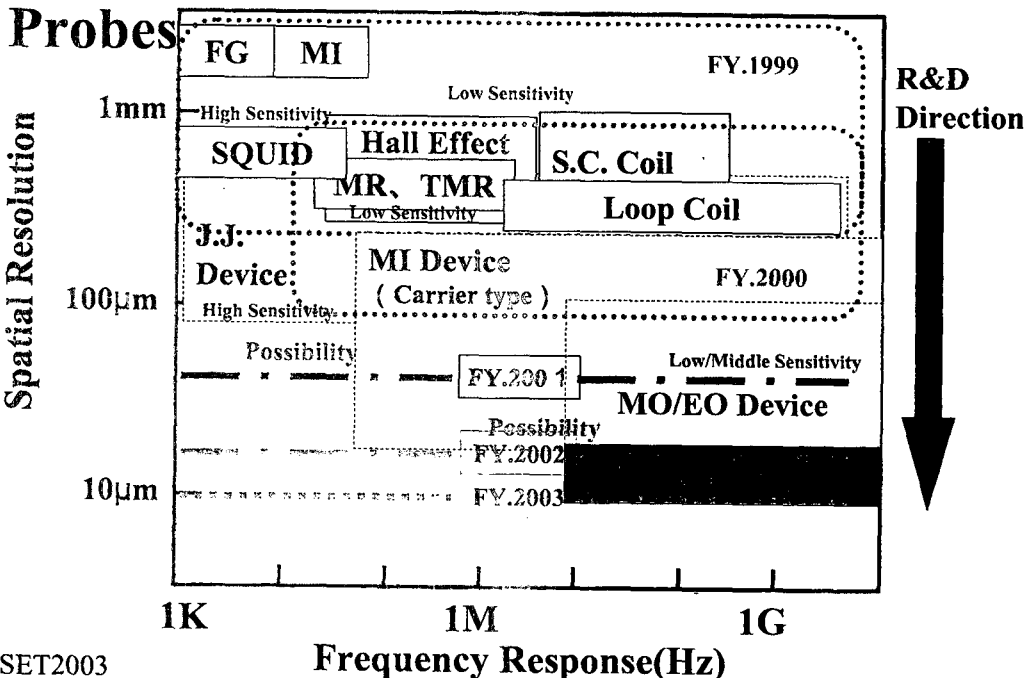 Probes
FG
MI
FY.1999
R&D
Direction
Low Sensitivity
1mm
High Sensitivity
Hall Effect
SQUID
S.C. Coil
MR、TMR
Loop Coil
Low Sensitivity
J.J.
Device
MI Device
( Carrier type )
FY.2000
100μm
High Sensitivity
Possibility
Low/Middle Sensitivity
FY.2001
MO/EO Device
Possibility
FY.2002
10μm
FY.2003
Spatial Resolution
1K
1M
1G
Frequency Response(Hz)
SET2003